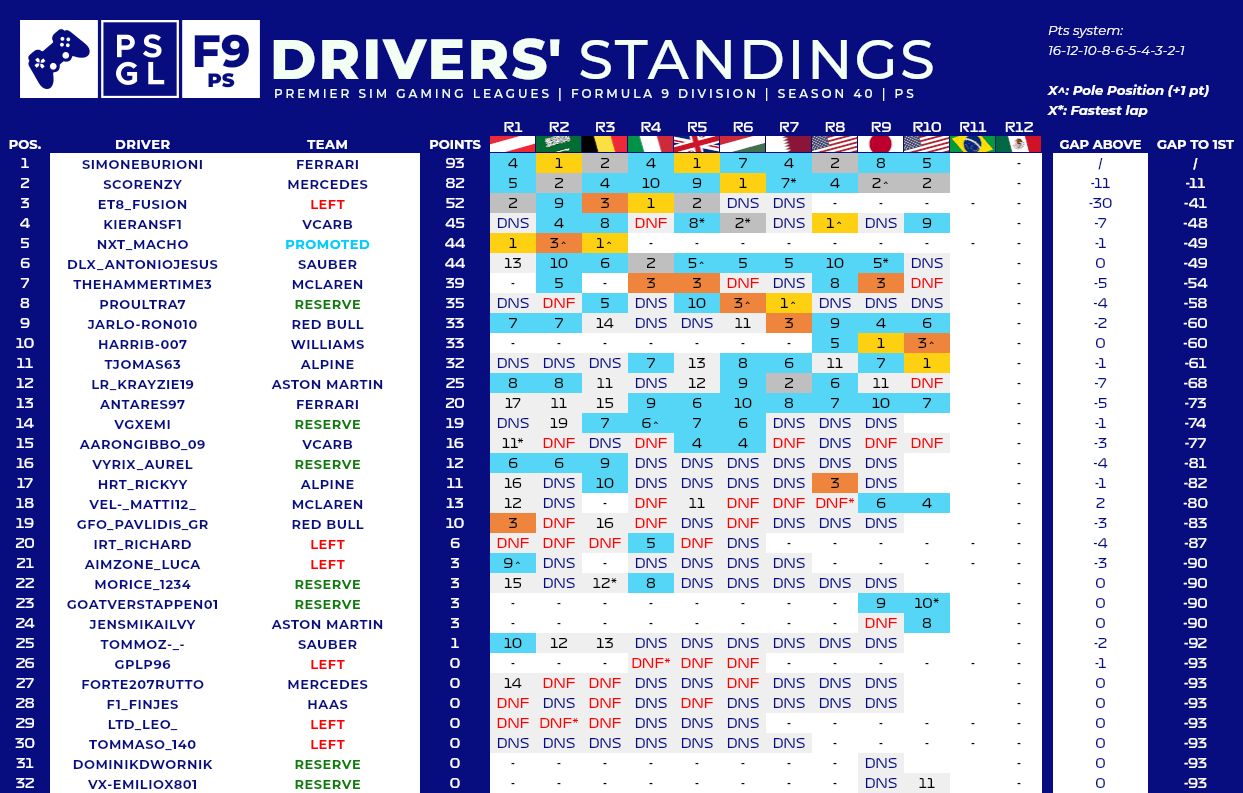 PS
GL
F9
PS
DRIVERS' STANDINGS
PREMIER SIM GAMING LEAGUES | FORMULA 9 DIVISION | SEASON 40 | PS
Pts system:
16-12-10-8-6-5-4-3-2-1
X^: Pole Position (+1 pt)
X*: Fastest lap
R1 R2 R3 R4 R5 R6 R7 R8 R9 R10 R11 R12
POS. DRIVER TEAM POINTS GAP ABOVE GAP TO 1ST
1 SIMONEBURIONI FERRARI 93 4 1 2 4 1 7 4 2 8 5 - / /
2 SCORENZY MERCEDES 82 5 2 4 10 9 1 7* 4 2^ 2 - -11 -11
3 ET8_FUSION LEFT 52 2 9 3 1 2 DNS DNS - - - - - -30 -41
4 KIERANSF1 VCARB 45 DNS 4 8 DNF 8* 2* DNS 1^ DNS 9 - -7 -48
5 NXT_MACHO PROMOTED 44 1 3^ 1^ - - - - - - - - - -1 -49
6 DLX_ANTONIOJESUS SAUBER 44 13 10 6 2 5^ 5 5 10 5* DNS - 0 -49
7 THEHAMMERTIME3 MCLAREN 39 - 5 - 3 3 DNF DNS 8 3 DNF - -5 -54
8 PROULTRA7 RESERVE 35 DNS DNF 5 DNS 10 3^ 1^ DNS DNS DNS - -4 -58
9 JARLO-RON010 RED BULL 33 7 7 14 DNS DNS 11 3 9 4 6 - -2 -60
10 HARRIB-007 WILLIAMS 33 - - - - - - - 5 1 3^ - 0 -60
11 TJOMAS63 ALPINE 32 DNS DNS DNS 7 13 8 6 11 7 1 - -1 -61
12 LR_KRAYZIE19 ASTON MARTIN 25 8 8 11 DNS 12 9 2 6 11 DNF - -7 -68
13 ANTARES97 FERRARI 20 17 11 15 9 6 10 8 7 10 7 - -5 -73
14 VGXEMI RESERVE 19 DNS 19 7 6^ 7 6 DNS DNS DNS - -1 -74
15 AARONGIBBO_09 VCARB 16 11* DNF DNS DNF 4 4 DNF DNS DNF DNF - -3 -77
16 VYRIX_AUREL RESERVE 12 6 6 9 DNS DNS DNS DNS DNS DNS - -4 -81
17 HRT_RICKYY ALPINE 11 16 DNS 10 DNS DNS DNS DNS 3 DNS - -1 -82
18 VEL-_MATTI12_ MCLAREN 13 12 DNS - DNF 11 DNF DNF DNF* 6 4 - 2 -80
19 GFO_PAVLIDIS_GR RED BULL 10 3 DNF 16 DNF DNS DNF DNS DNS DNS - -3 -83
20 IRT_RICHARD LEFT 6 DNF DNF DNF 5 DNF DNS - - - - - - -4 -87
21 AIMZONE_LUCA LEFT 3 9^ DNS - DNS DNS DNS DNS - - - - - -3 -90
22 MORICE_1234 RESERVE 3 15 DNS 12* 8 DNS DNS DNS DNS DNS - 0 -90
23 GOATVERSTAPPEN01 RESERVE 3 - - - - - - - - 9 10* - 0 -90
24 JENSMIKAILVY ASTON MARTIN 3 - - - - - - - - DNF 8 - 0 -90
25 TOMMOZ-_- SAUBER 1 10 12 13 DNS DNS DNS DNS DNS DNS - -2 -92
26 GPLP96 LEFT 0 - - - DNF* DNF DNF - - - - - - -1 -93
27 FORTE207RUTTO MERCEDES 0 14 DNF DNF DNS DNS DNF DNS DNS DNS - 0 -93
28 F1_FINJES HAAS 0 DNF DNS DNF DNS DNF DNS DNS DNS DNS - 0 -93
29 LTD_LEO_ LEFT 0 DNF DNF* DNF DNS DNS DNS - - - - - - 0 -93
30 TOMMASO_140 LEFT 0 DNS DNS DNS DNS DNS DNS DNS - - - - - 0 -93
31 DOMINIKDWORNIK RESERVE 0 - - - - - - - - DNS - 0 -93
32 VX-EMILIOX801 RESERVE 0 - - - - - - - - DNS 11 - 0 -93